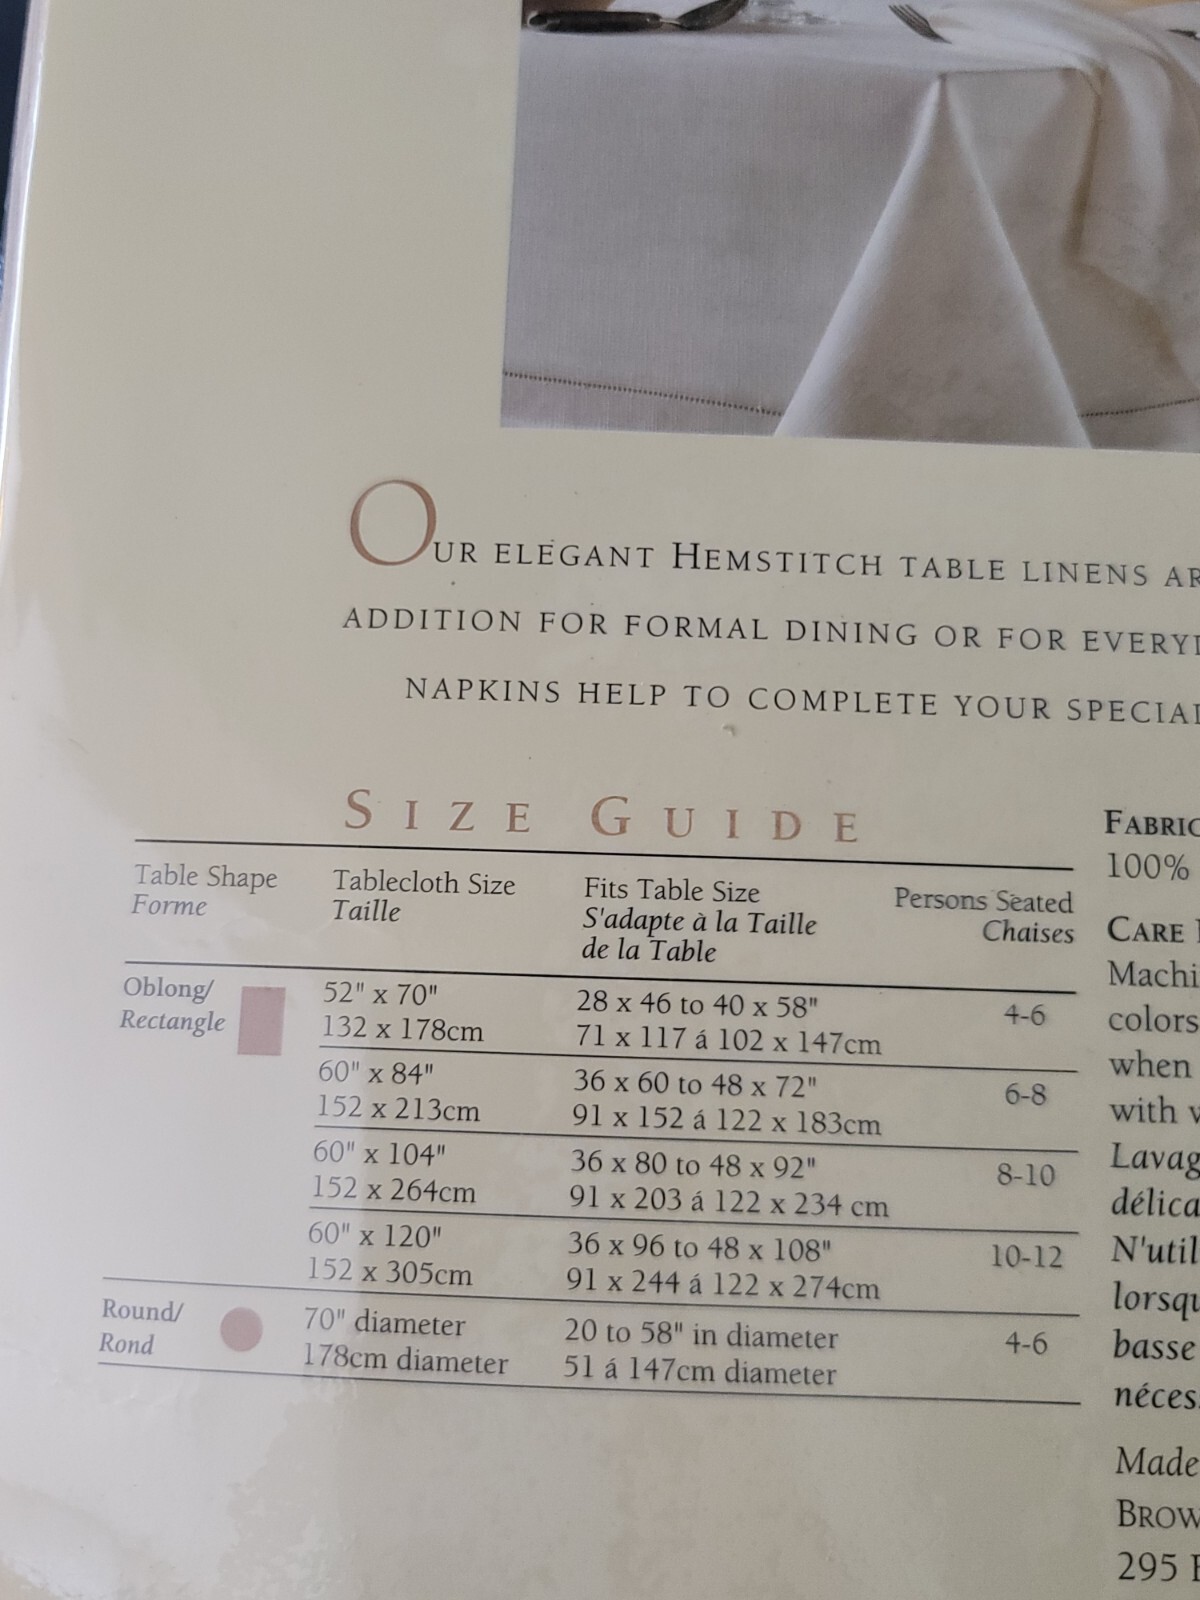 OUR ELEGANT HEMSTITCH TABLE LINENS AR
ADDITION FOR FORMAL DINING OR FOR EVERY
NAPKINS HELP TO COMPLETE YOUR SPECIAL
SIZE GUIDE
Table Shape
Forme
Tablecloth Size
Taille
Fits Table Size
S'adapte à la Taille
de la Table
Persons Seated
Chaises
Oblong/
Rectangle
52" x 70"
132 x 178cm
28 x 46 to 40 x 58"
71 x 117 á 102 x 147cm
4-6
60" x 84"
152 x 213cm
36 x 60 to 48 x 72"
91 x 152 á 122 x 183cm
6-8
60" x 104"
152 x 264cm
36 x 80 to 48 x 92"
91 x 203 á 122 x 234 cm
8-10
60" x 120"
152 x 305cm
36 x 96 to 48 x 108"
91 x 244 á 122 x 274cm
10-12
Round/
Rond
70" diameter
178cm diameter
20 to 58" in diameter
51 á 147cm diameter
4-6
FABRIC
100%
CARE
Machi
colors
when
with
Lavag
délica
N'util
lorsqu
basse
néces
Made
BROW
295